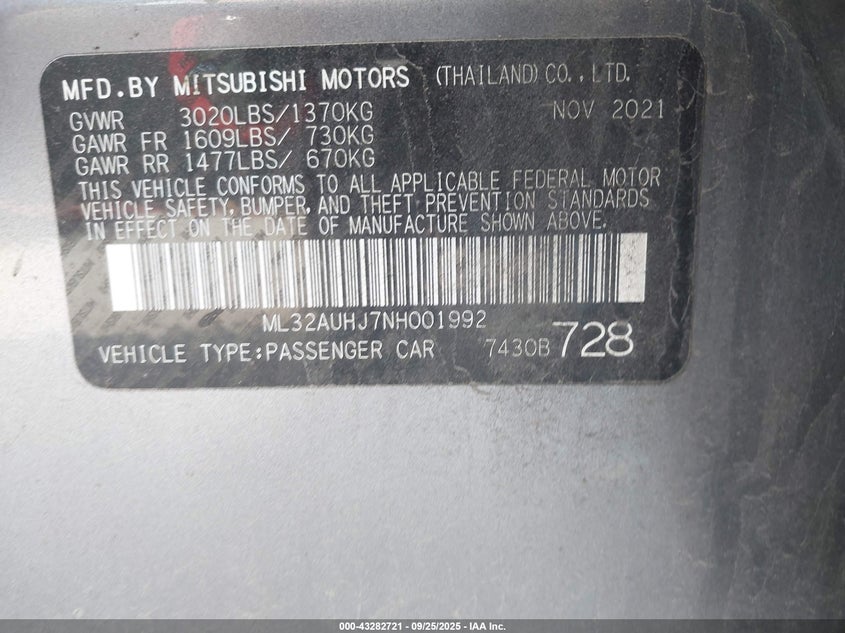 MFD.BY MITSUBISHI MOTORS (THAILAND) CO., LTD.
GVWR 3020LBS/1370KG NOV 2021
GAWR FR 1609LBS/ 730KG
GAWR RR 1477LBS/ 670KG
THIS VEHICLE CONFORMS TO ALL APPLICABLE FEDERAL MOTOR
VEHICLE SAFETY, BUMPER, AND THEFT PREVENTION STANDARDS
IN EFFECT ON THE DATE OF MANUFACTURE SHOWN ABOVE.
ML32AUHJ7NH001992
VEHICLE TYPE:PASSENGER CAR 7430B 728
000-43282721 - 09/25/2025 - IAA Inc.